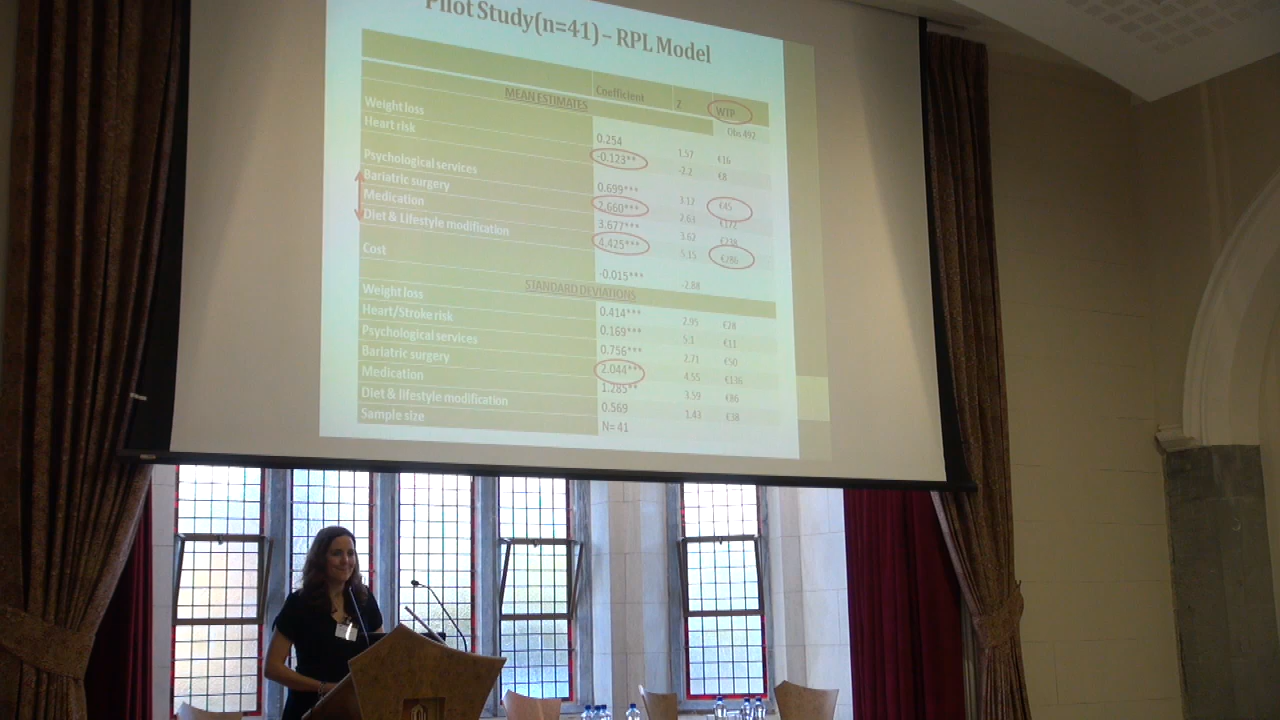 Pilot Study(n=41) – RPL Model
Coefficient Z WTP
MEAN ESTIMATES Obs 492
Weight loss 0.254 1.57 €16
Heart risk -0.123** -2.2 €8
Psychological services 0.699*** 3.12 €45
Bariatric surgery 2.660*** 2.63 €172
Medication 3.677*** 3.62 €238
Diet & Lifestyle modification 4.425*** 5.15 €286
Cost -0.015*** -2.88
STANDARD DEVIATIONS
Weight loss 0.414*** 2.95 €28
Heart/Stroke risk 0.169*** 5.1 €11
Psychological services 0.756*** 2.71 €50
Bariatric surgery 2.044*** 4.55 €136
Medication 1.285** 3.59 €86
Diet & lifestyle modification 0.569 1.43 €38
Sample size N= 41